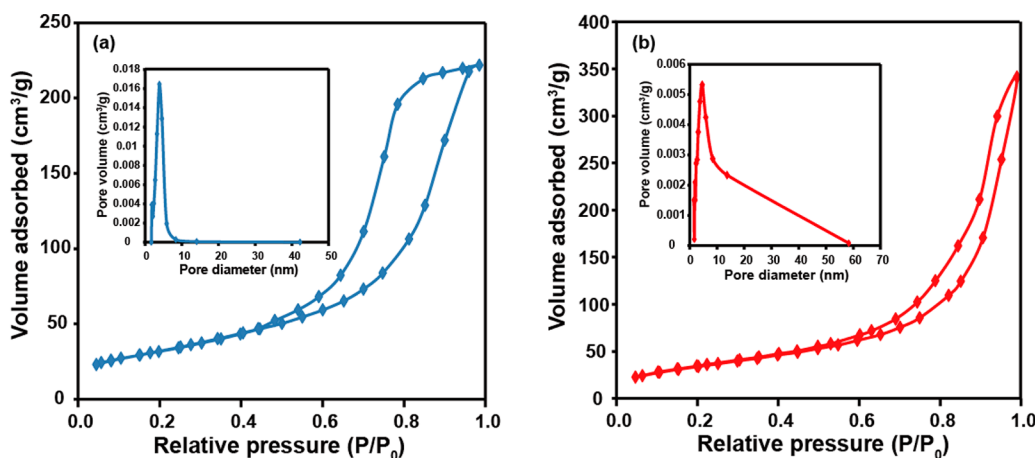 (a)
Volume adsorbed (cm³/g)
250
200
150
100
50
0
0.0 0.2 0.4 0.6 0.8 1.0
Relative pressure (P/P₀)
Pore volume (cm³/g)
0.018
0.016
0.014
0.012
0.010
0.008
0.006
0.004
0.002
0
0 10 20 30 40 50
Pore diameter (nm)
(b)
Volume adsorbed (cm³/g)
400
350
300
250
200
150
100
50
0
0.0 0.2 0.4 0.6 0.8 1.0
Relative pressure (P/P₀)
Pore volume (cm³/g)
0.006
0.005
0.004
0.003
0.002
0.001
0
0 10 20 30 40 50 60 70
Pore diameter (nm)